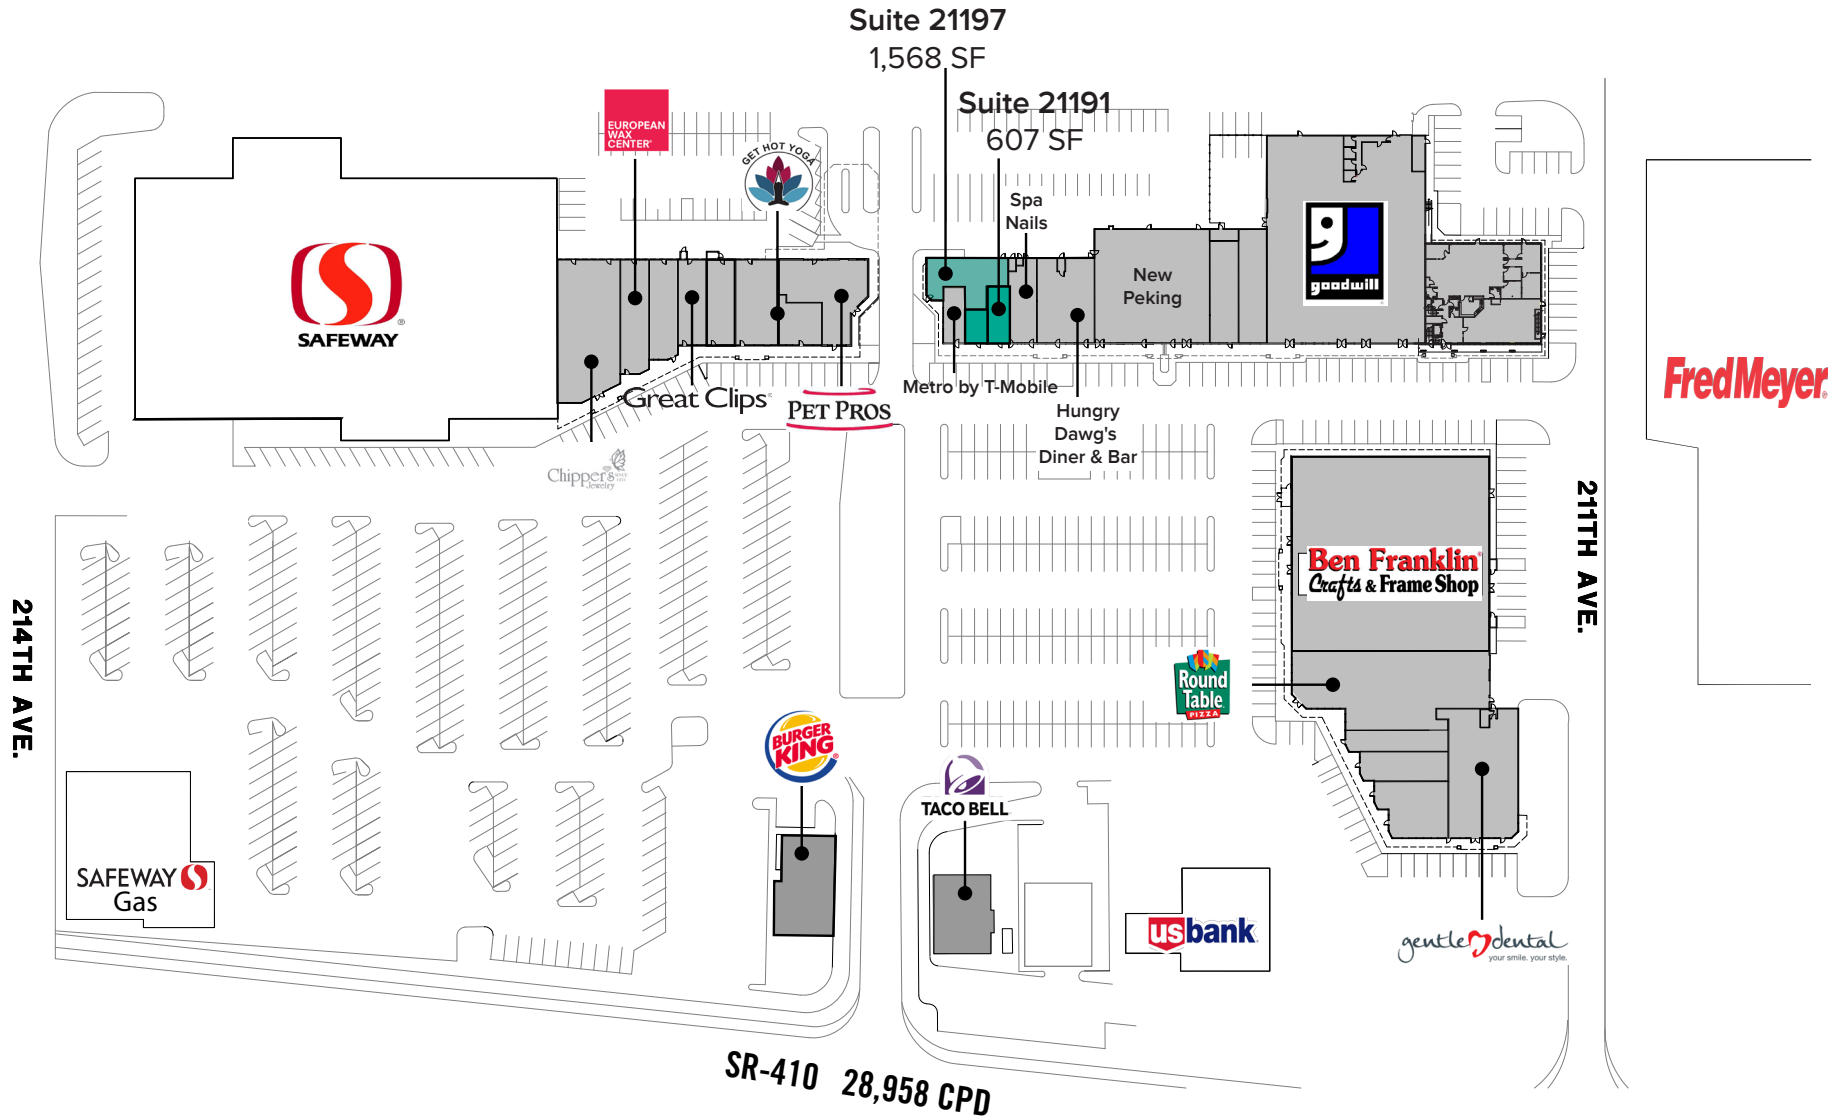 Suite 21197
1,568 SF
Suite 21191
607 SF
EUROPEAN
WAX
CENTER
GET HOT YOGA
Spa
Nails
New
Peking
goodwill
SAFEWAY
Great Clips
PET PROS
Metro by T-Mobile
Hungry
Dawg's
Diner & Bar
FredMeyer
Chipper's
Jewelry
211TH AVE.
Ben Franklin
Crafts & Frame Shop
214TH AVE.
Round
Table
PIZZA
BURGER
KING
TACO BELL
SAFEWAY
Gas
usbank
gentle dental
your smile. your style.
SR-410 28,958 CPD